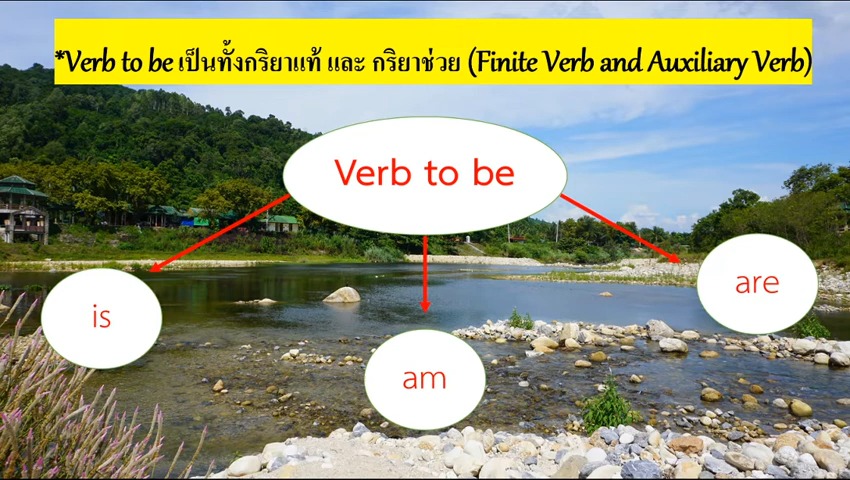 *Verb to be เป็นทั้งกริยาแท้ และ กริยาช่วย (Finite Verb and Auxiliary Verb)
Verb to be
is
am
are